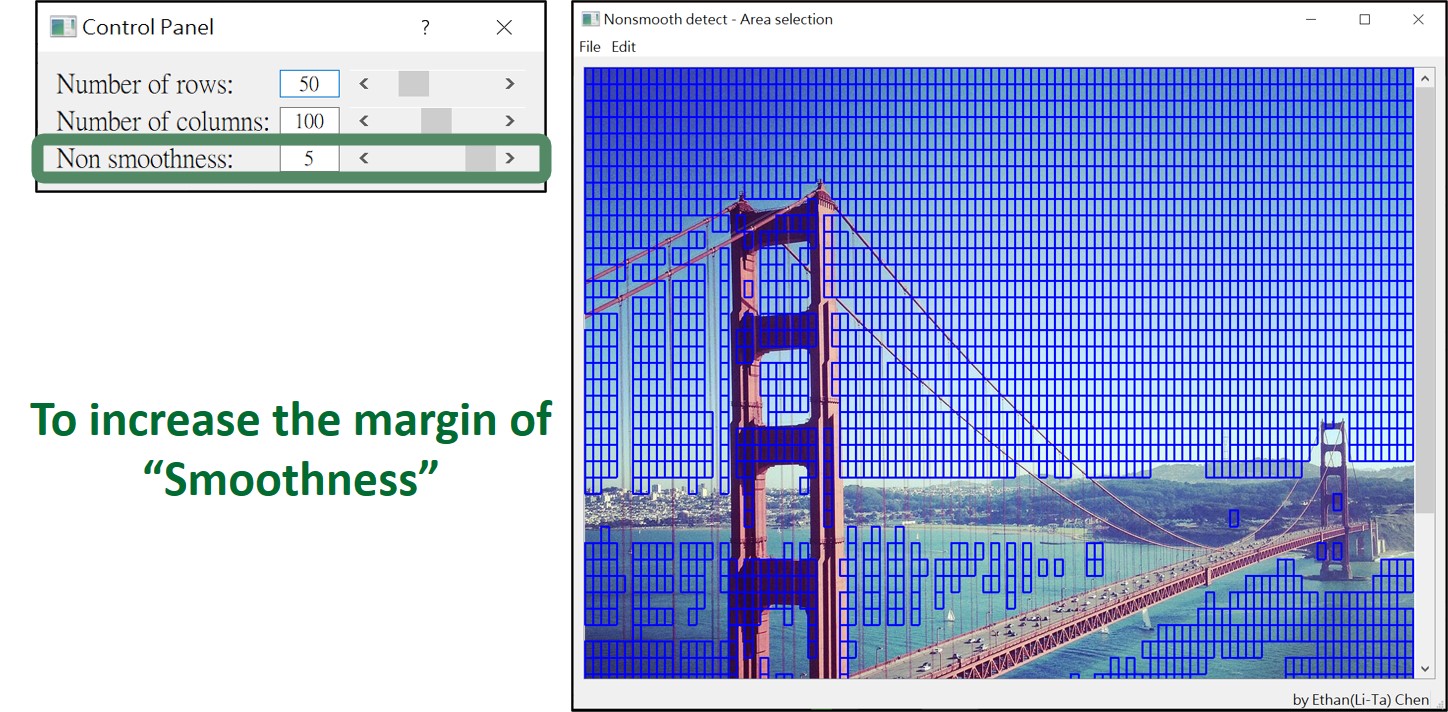 Control Panel
Number of rows: 50
Number of columns: 100
Non smoothness: 5
To increase the margin of
“Smoothness”
Nonsmooth detect - Area selection
File Edit
by Ethan(Li-Ta) Chen